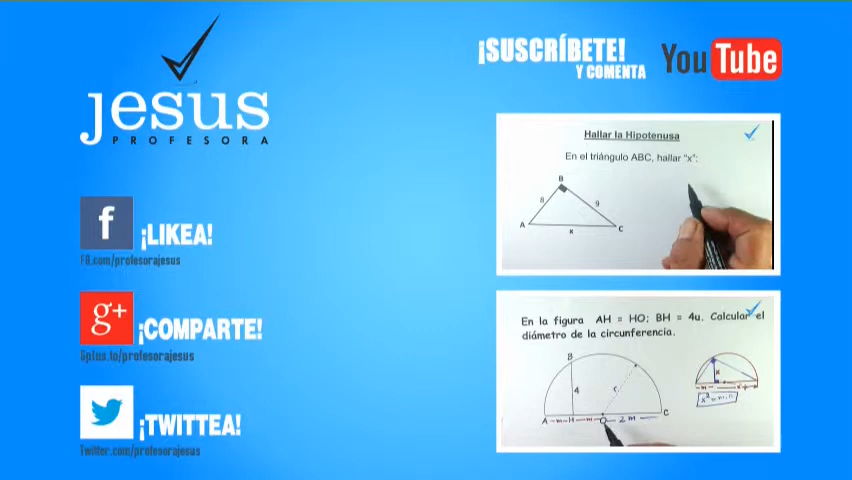 jesús
PROFESORA
¡SUSCRÍBETE!
Y COMENTA
YouTube
f
¡LIKEA!
FB.com/profesorajesus
g+
¡COMPARTE!
Gplus.to/profesorajesus
¡TWITTEA!
Twitter.com/profesorajesus
Hallar la Hipotenusa
En el triángulo ABC, hallar "x":
B
8
9
A
x
C
En la figura AH = HO; BH = 4u. Calcular el
diámetro de la circunferencia.
B
4
r
A m H m O 2 m C
x
m